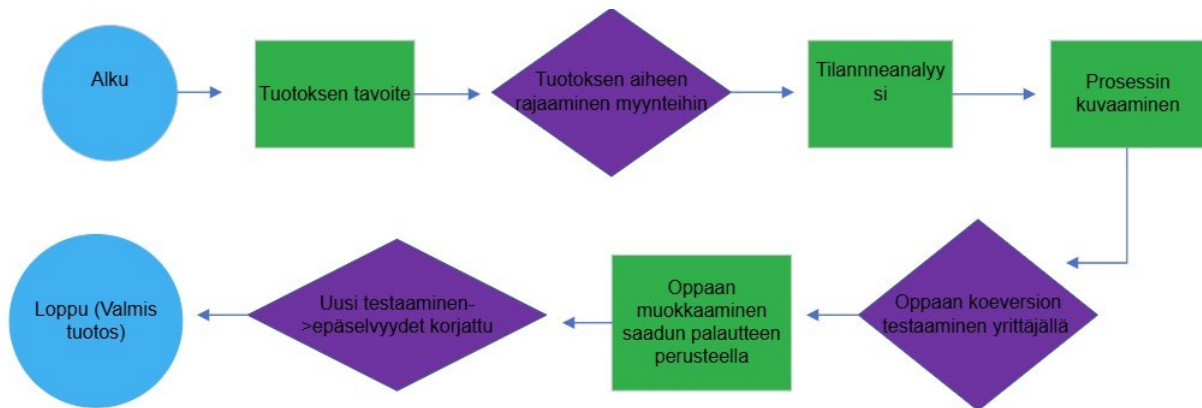 Alku
Tuotoksen tavoite
Tuotoksen aiheen
rajaaminen myynteihin
Tilannneanalyy
si
Prosessin
kuvaaminen
Oppaan koeversion
testaaminen yrittäjällä
Oppaan
muokkaaminen
saadun palautteen
perusteella
Uusi testaaminen-
>epäselvyydet korjattu
Loppu (Valmis
tuotos)